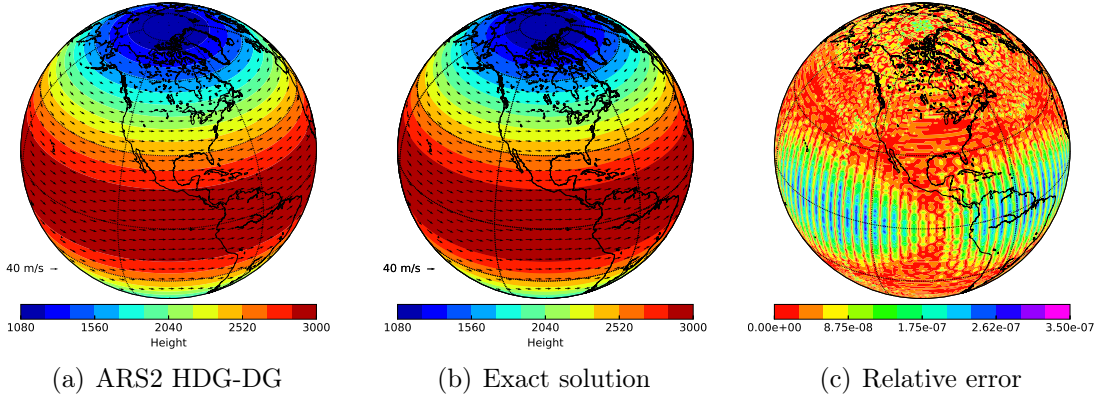 40 m/s
40 m/s
1080 1560 2040 2520 3000
Height
1080 1560 2040 2520 3000
Height
0.00e+00 8.75e-08 1.75e-07 2.62e-07 3.50e-07
(a) ARS2 HDG-DG
(b) Exact solution
(c) Relative error